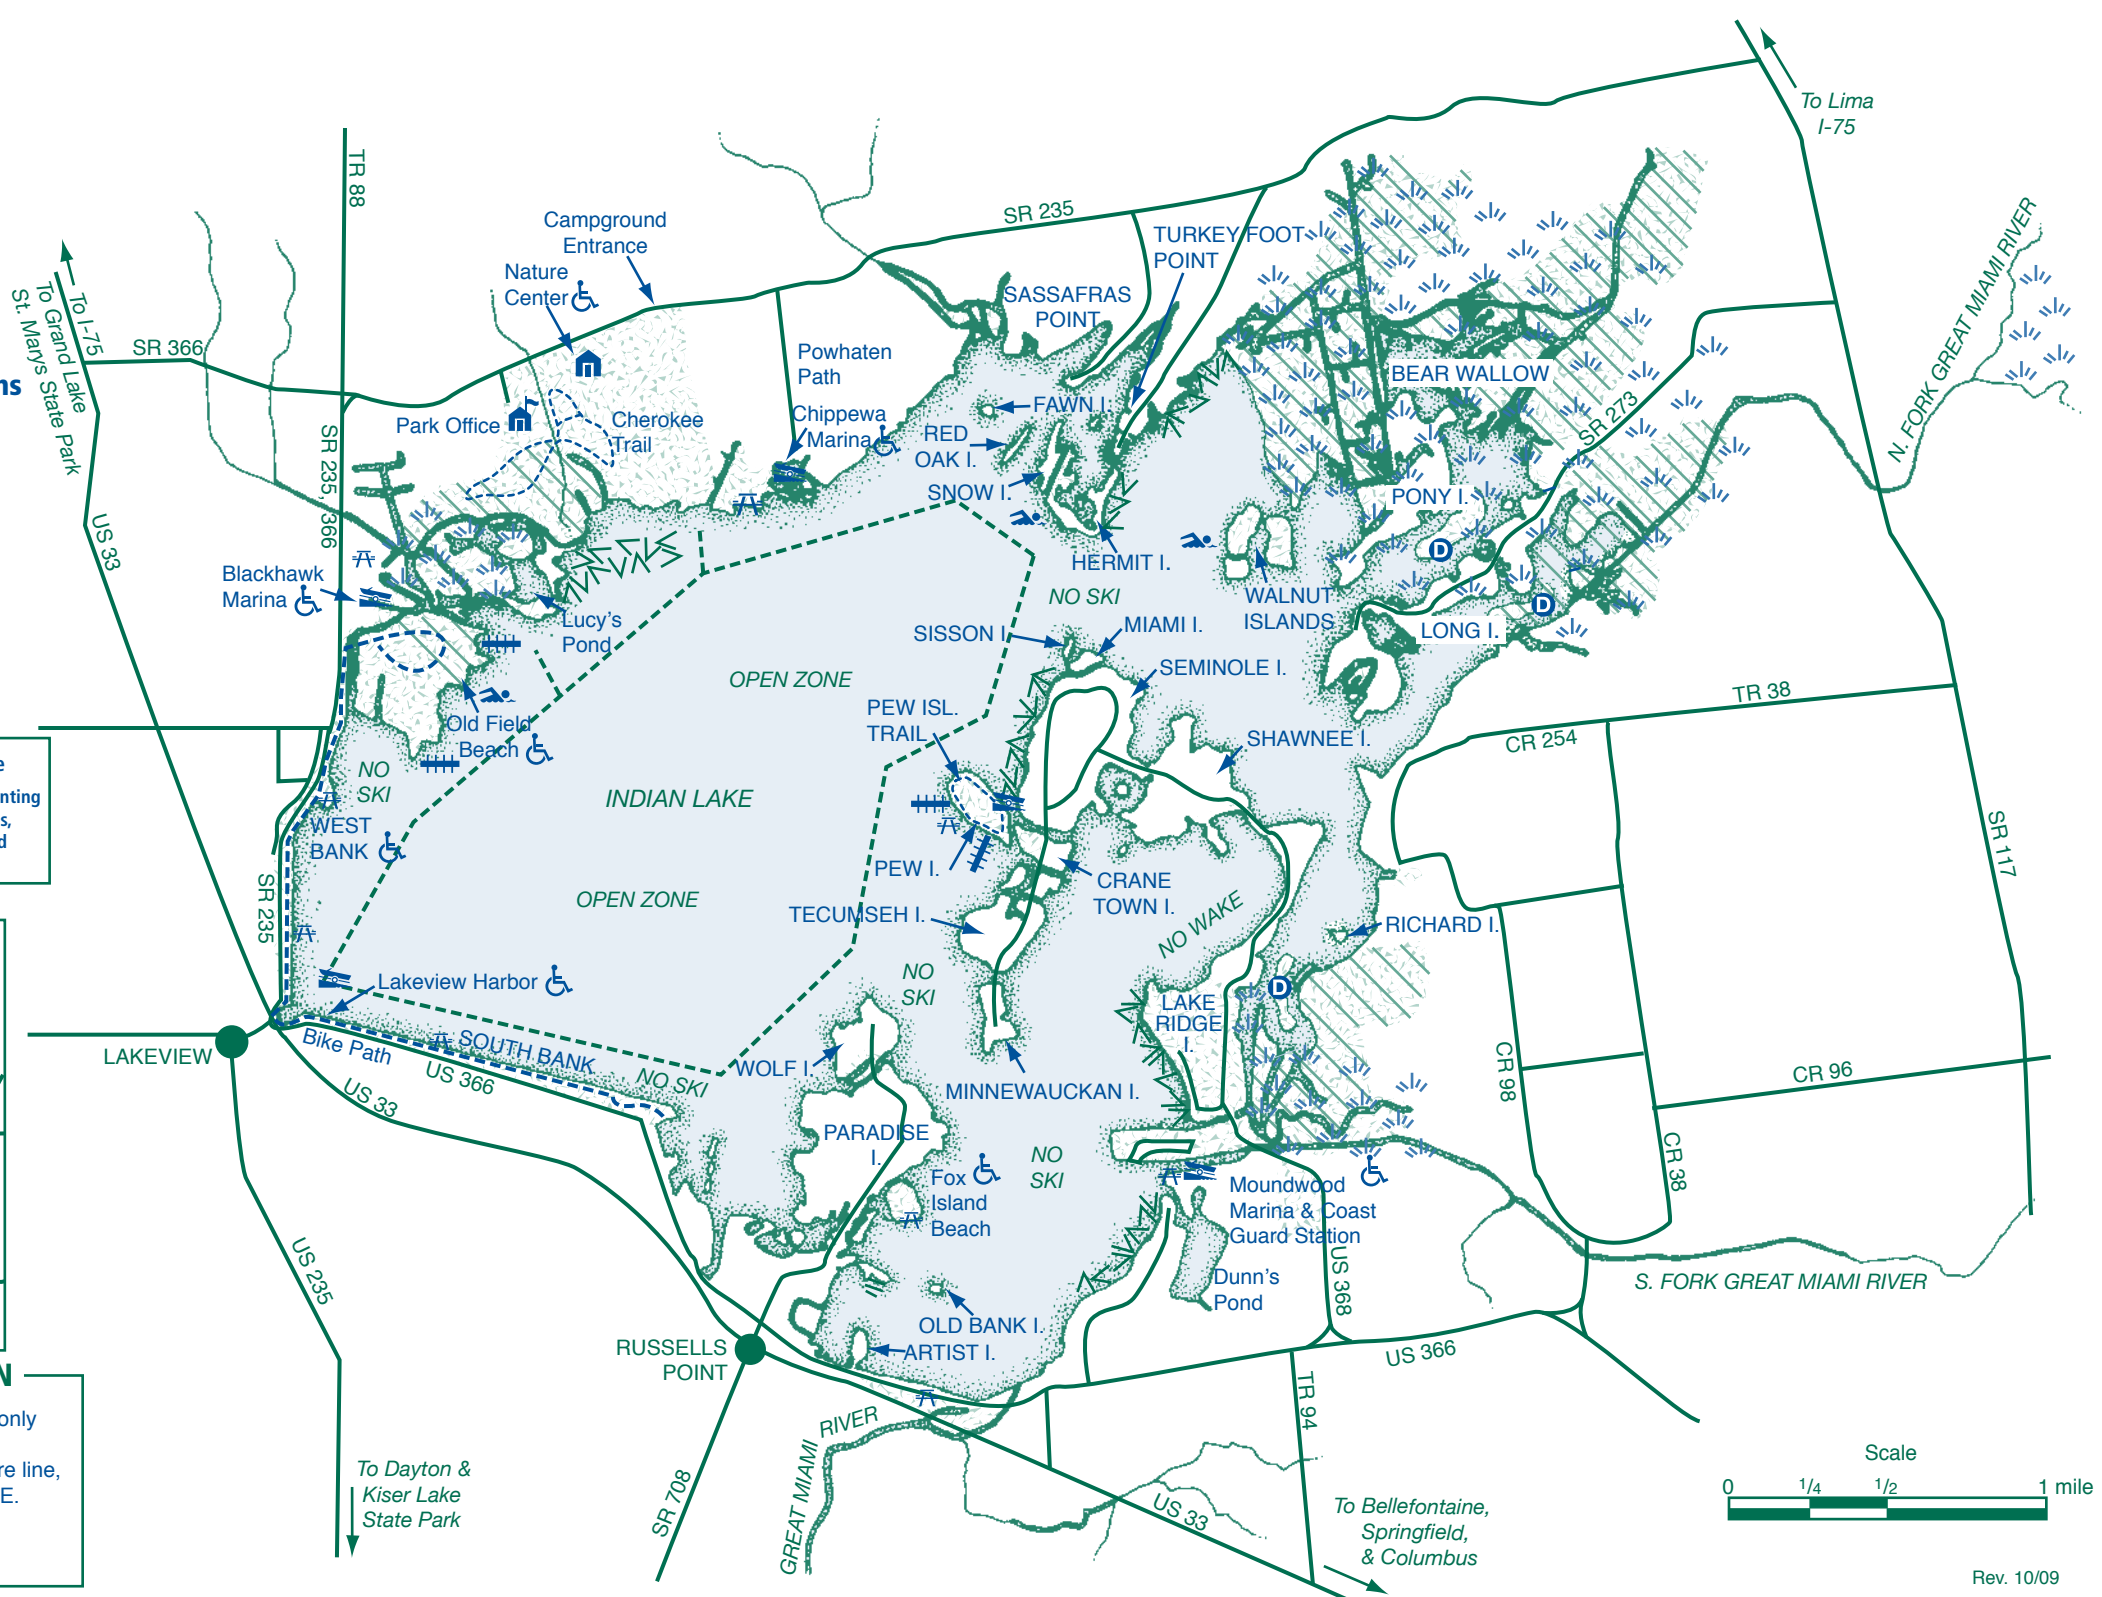 To Lima
I-75
TR 88
Campground
Entrance
SR 235
TURKEY FOOT
POINT
N. FORK GREAT MIAMI RIVER
Nature
Center
SASSAFRAS
POINT
To I-75
To Grand Lake
St. Marys State Park
SR 366
Powhaten
Path
BEAR WALLOW
ns
Park Office
Cherokee
Trail
Chippewa
Marina
FAWN I.
RED
OAK I.
SR 273
SR 235, 366
SNOW I.
PONY I.
US 33
D
HERMIT I.
Blackhawk
Marina
NO SKI
WALNUT
ISLANDS
D
Lucy's
Pond
SISSON I.
MIAMI I.
LONG I.
OPEN ZONE
SEMINOLE I.
TR 38
PEW ISL.
TRAIL
Old Field
Beach
SHAWNEE I.
CR 254
NO
SKI
e
nting
s,
d
INDIAN LAKE
WEST
BANK
SR 117
PEW I.
CRANE
TOWN I.
OPEN ZONE
SR 235
TECUMSEH I.
NO WAKE
RICHARD I.
NO
SKI
Lakeview Harbor
D
LAKE
RIDGE
I.
LAKEVIEW
Bike Path
SOUTH BANK
US 366
NO SKI
WOLF I.
MINNEWAUCKAN I.
CR 98
CR 96
US 33
PARADISE
I.
NO
SKI
Fox
Island
Beach
CR 38
Moundwood
Marina & Coast
Guard Station
US 235
US 368
Dunn's
Pond
S. FORK GREAT MIAMI RIVER
OLD BANK I.
ARTIST I.
RUSSELLS
POINT
US 366
N
only
re line,
E.
TR 94
GREAT MIAMI
RIVER
To Dayton &
Kiser Lake
State Park
SR 708
US 33
To Bellefontaine,
Springfield,
& Columbus
Scale
0 1/4 1/2 1 mile
Rev. 10/09